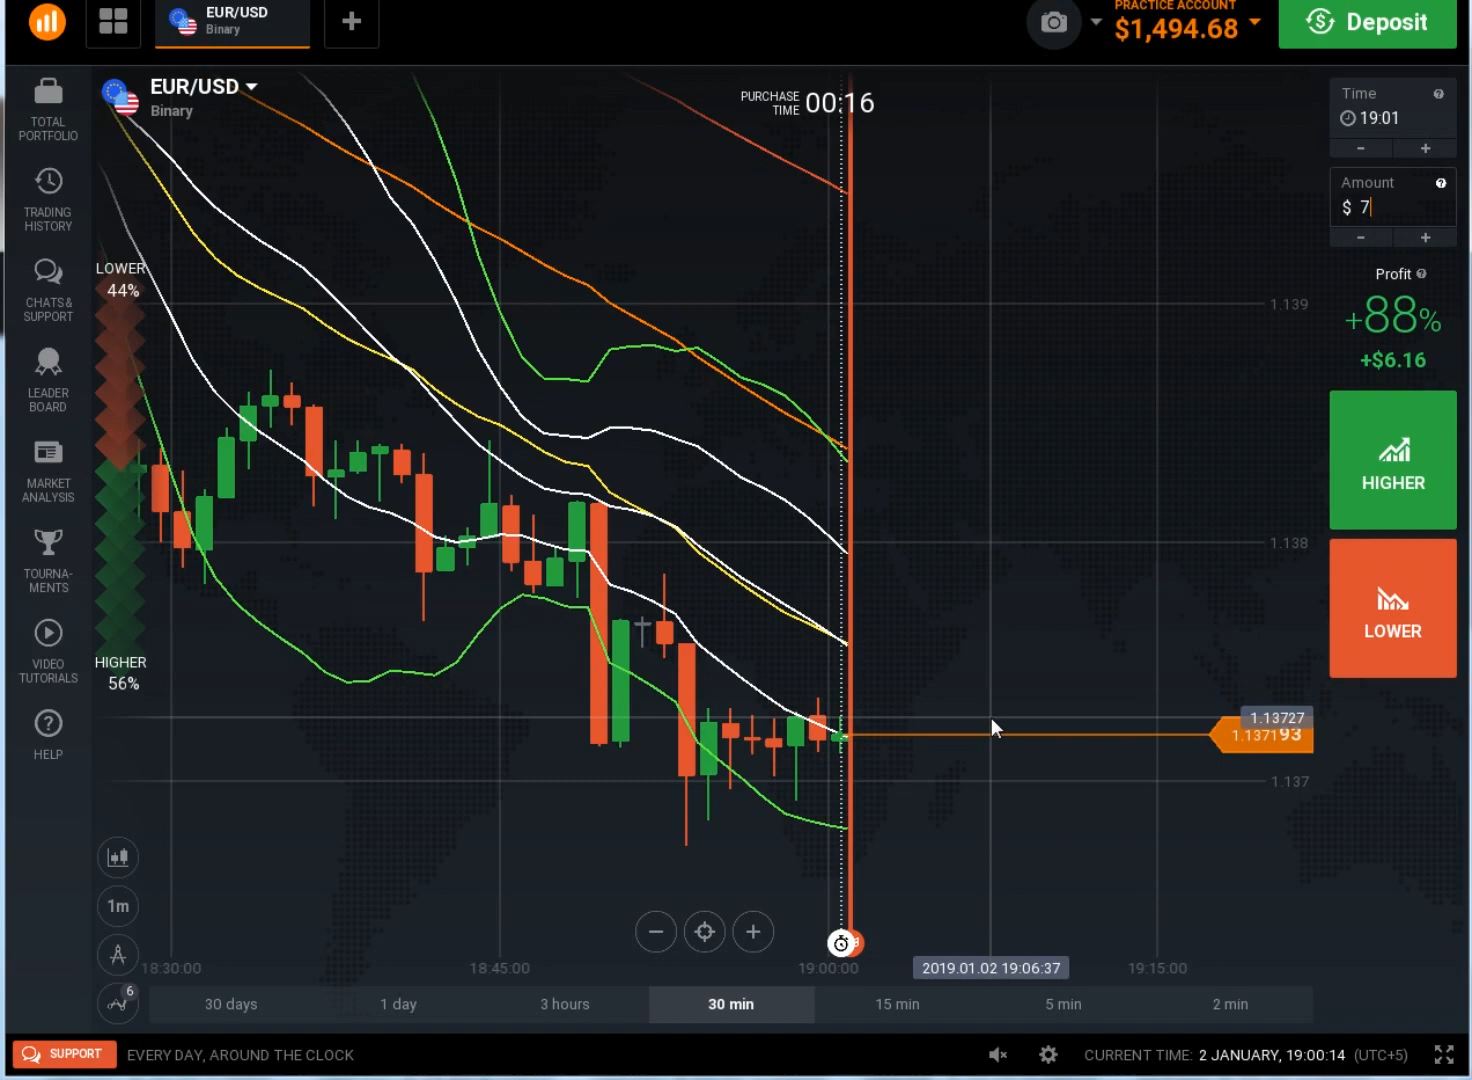 EUR/USD
Binary
PRACTICE ACCOUNT
$1,494.68
Deposit
TOTAL
PORTFOLIO
TRADING
HISTORY
CHATS &
SUPPORT
LEADER
BOARD
MARKET
ANALYSIS
TOURNA-
MENTS
VIDEO
TUTORIALS
HELP
EUR/USD
Binary
PURCHASE
TIME
00:16
LOWER
44%
HIGHER
56%
1.139
1.138
1.13727
1.137193
1.137
1m
6
18:30:00
18:45:00
19:00:00
2019.01.02 19:06:37
19:15:00
30 days
1 day
3 hours
30 min
15 min
5 min
2 min
Time
19:01
- +
Amount
$ 7
- +
Profit
+88%
+$6.16
HIGHER
LOWER
SUPPORT
EVERY DAY, AROUND THE CLOCK
CURRENT TIME: 2 JANUARY, 19:00:14 (UTC+5)